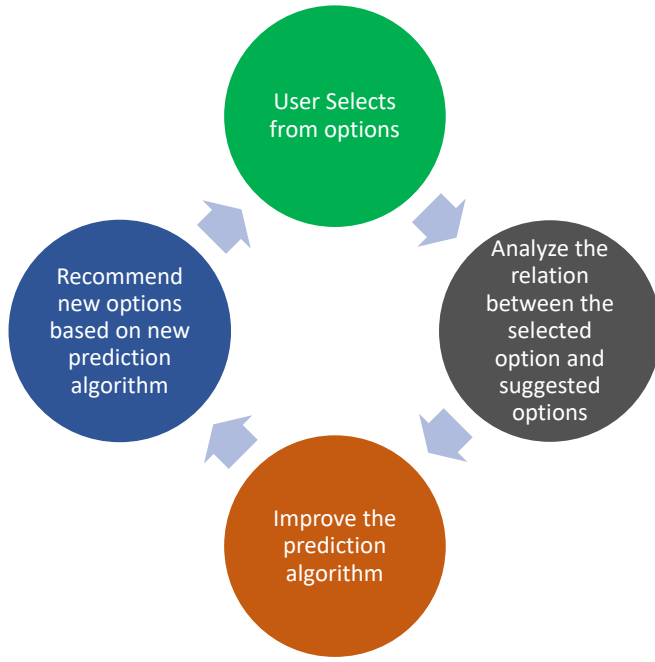 User Selects
from options
Analyze the
relation
between the
selected
option and
suggested
options
Improve the
prediction
algorithm
Recommend
new options
based on new
prediction
algorithm